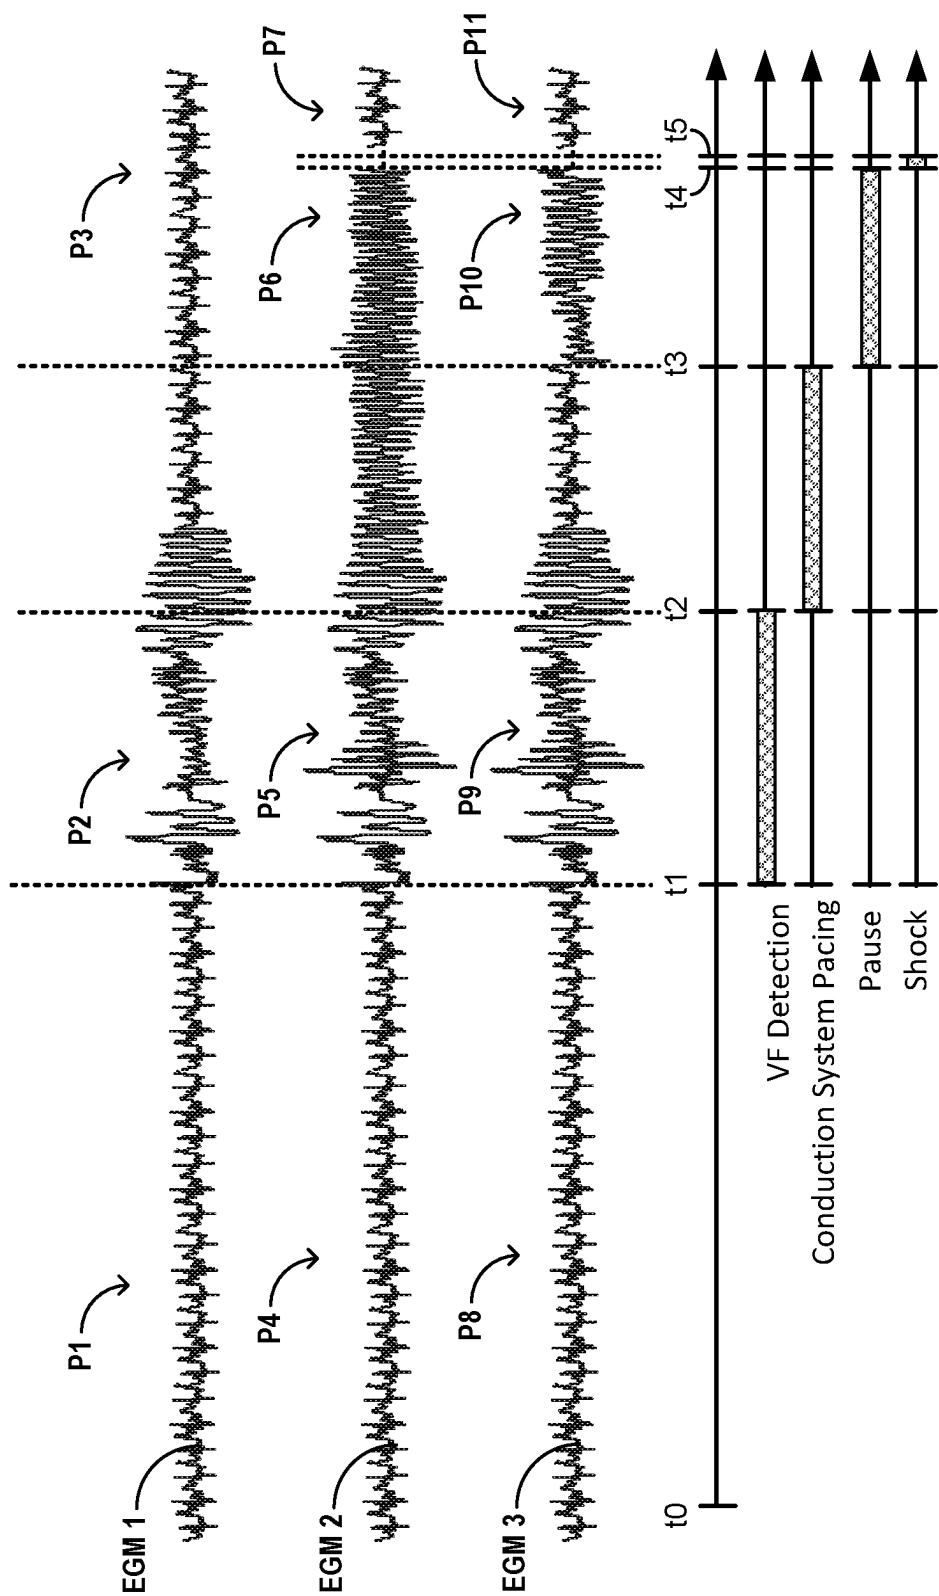 P1
P2
P3
EGM 1
P4
P5
P6
P7
EGM 2
P8
P9
P10
P11
EGM 3
t0
t1
t2
t3
t4
t5
VF Detection
Conduction System Pacing
Pause
Shock